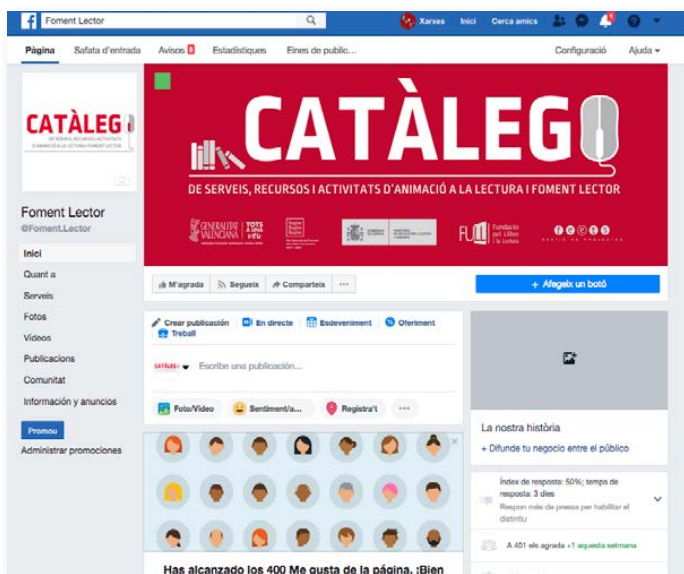 Foment Lector
Xarxes Inici Cerca amics
Pàgina Safata d'entrada Avisos 8 Estadístiques Eines de public... Configuració Ajuda
CATÀLEG
CATÀLEG
DE SERVEIS, RECURSOS I ACTIVITATS D'ANIMACIÓ A LA LECTURA I FOMENT LECTOR
GENERALITAT VALENCIANA TOTS A UNA VEU
Fundació pel Llibre i la Lectura
Foment Lector
@Foment.Lector
Inici
Quant a
Serveis
Fotos
Vídeos
Publicacions
Comunitat
Información y anuncios
Promou
Administrar promociones
M'agrada Segueix Comparteix ...
+ Afegeix un botó
Crear publicación En directe Esdeveniment Oferiment
Treball
CATÀLEG Escribe una publicación...
Foto/Vídeo Sentiment/a... Registra't ...
Has alcanzado los 400 Me gusta de la página. ¡Bien
La nostra història
+ Difunde tu negocio entre el público
Índex de resposta: 50%; temps de
resposta: 3 dies
Respon més de pressa per habilitar el
distintiu
A 401 els agrada +1 aquesta setmana